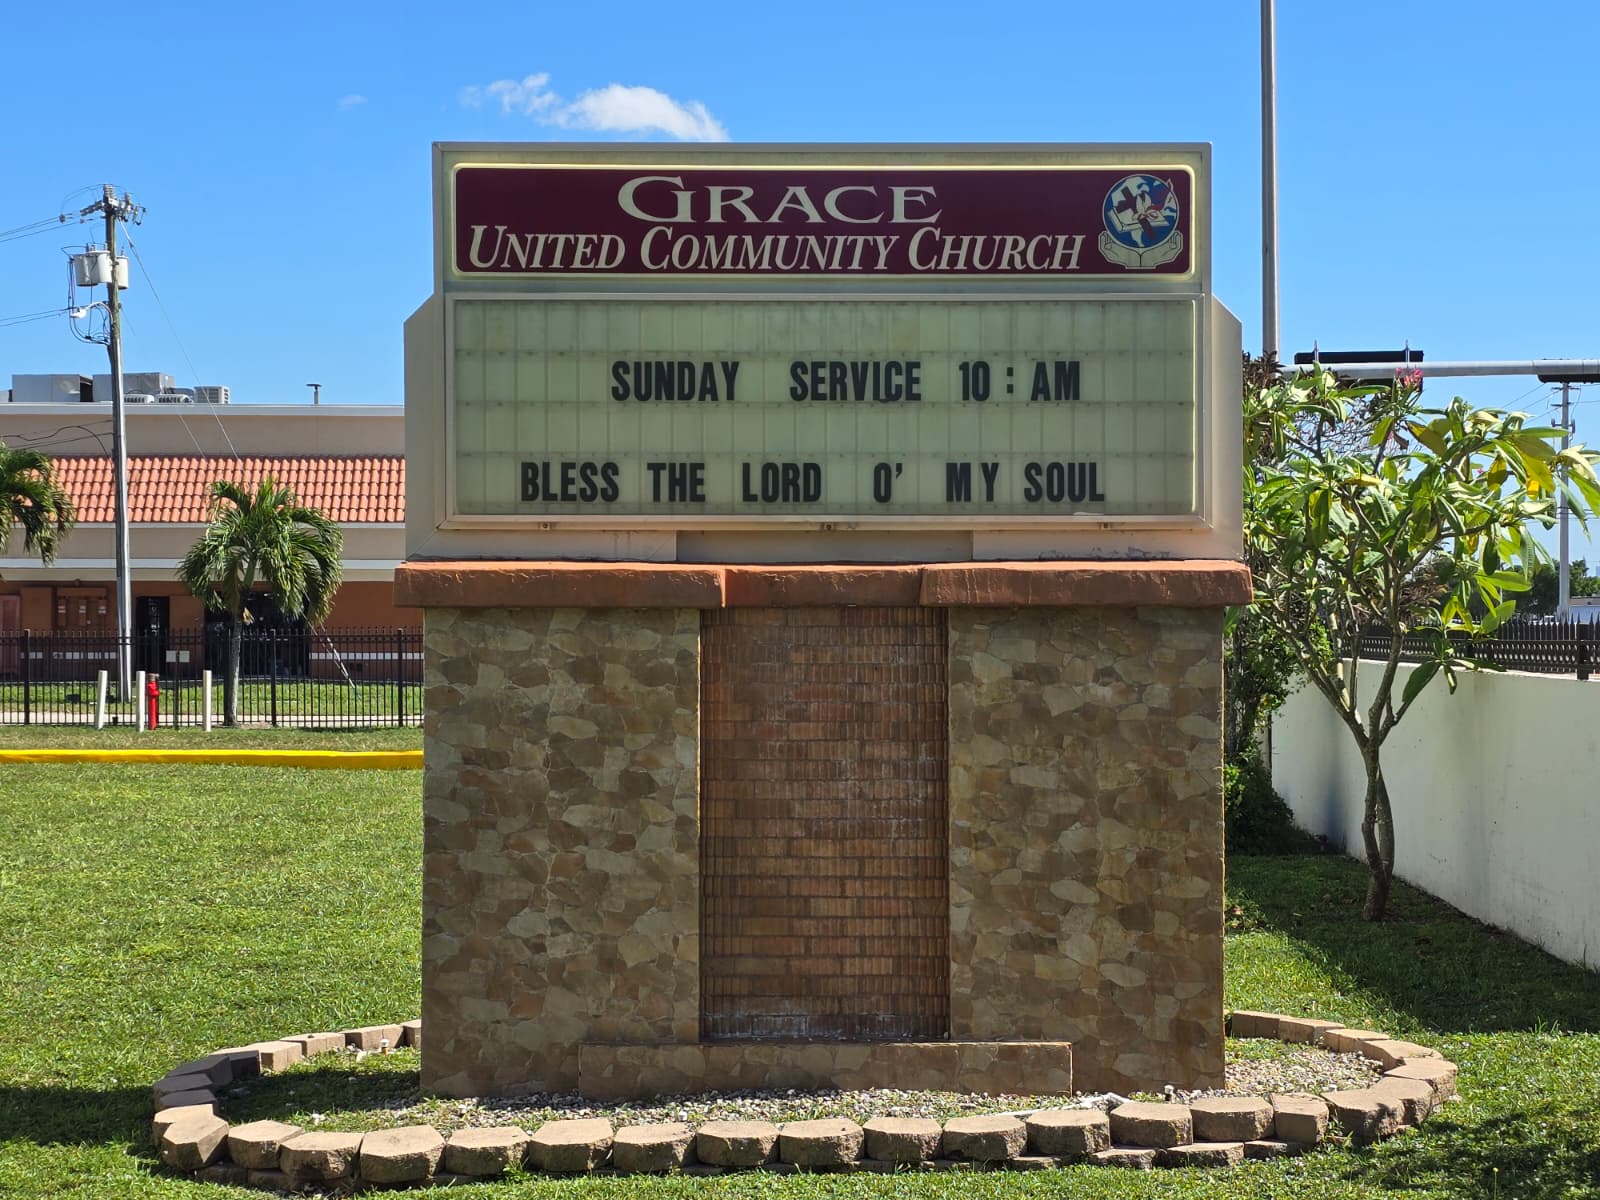 GRACE
UNITED COMMUNITY CHURCH
SUNDAY SERVICE 10 : AM
BLESS THE LORD O' MY SOUL